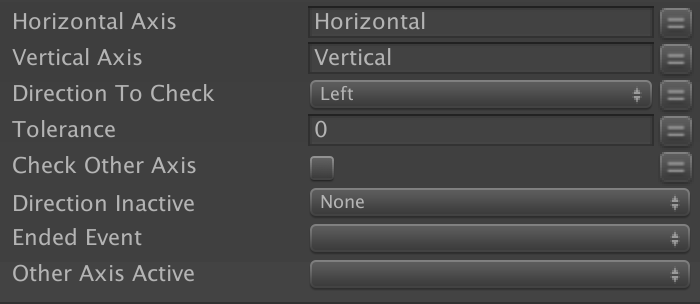 Horizontal Axis Horizontal
Vertical Axis Vertical
Direction To Check Left
Tolerance 0
Check Other Axis
Direction Inactive None
Ended Event
Other Axis Active